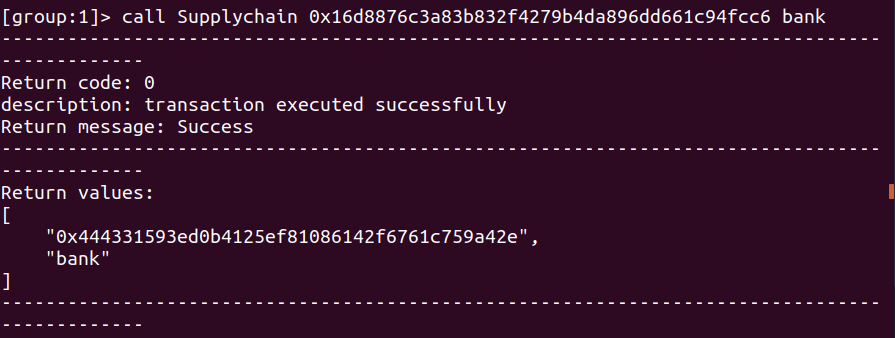 [group:1]> call Supplychain 0x16d8876c3a83b832f4279b4da896dd661c94fcc6 bank
--------------------------------------------------------------------------------
-------------
Return code: 0
description: transaction executed successfully
Return message: Success
--------------------------------------------------------------------------------
-------------
Return values:
[
    "0x444331593ed0b4125ef81086142f6761c759a42e",
    "bank"
]
--------------------------------------------------------------------------------
-------------